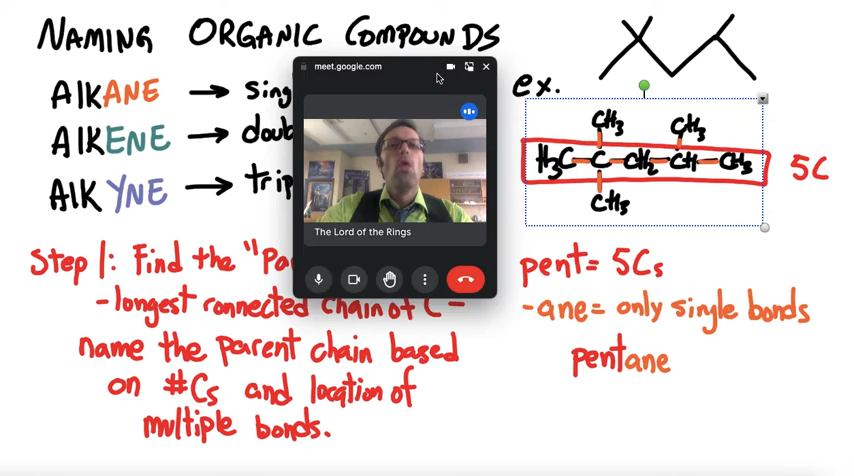 NAMING ORGANIC COMPOUNDS
AlkANE → sing
AlkENE → doub
AlkYNE → trip
meet.google.com
The Lord of the Rings
ex.
CH3 CH3
H3C-C-CH2-CH-CH3
CH3
5C
Step 1: Find the "Pa
-longest connected chain of C-
name the parent chain based
on #Cs and location of
multiple bonds.
pent= 5Cs
-ane= only single bonds
pentane